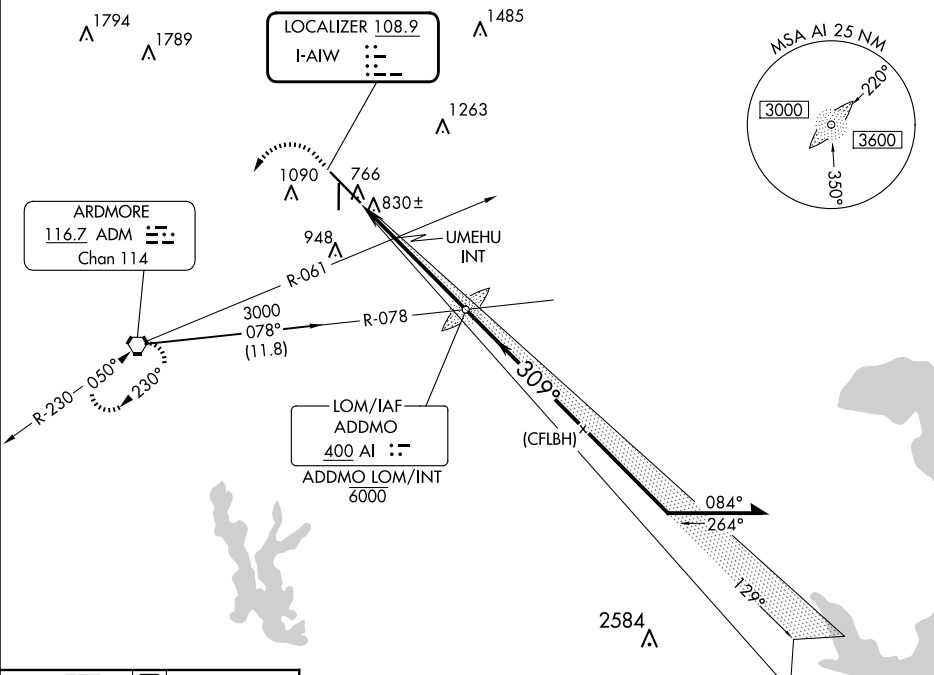 1794
1789
LOCALIZER 108.9
I-AIW
1485
MSA AI 25 NM
220°
3000
3600
350°
1263
1090
766
830±
ARDMORE
116.7 ADM
Chan 114
948
UMEHU
INT
R-061
3000
078°
(11.8)
R-078
R-230
050°
230°
309°
LOM/IAF
ADDMO
400 AI
ADDMO LOM/INT
6000
(CFLBH)
084°
264°
129°
2584